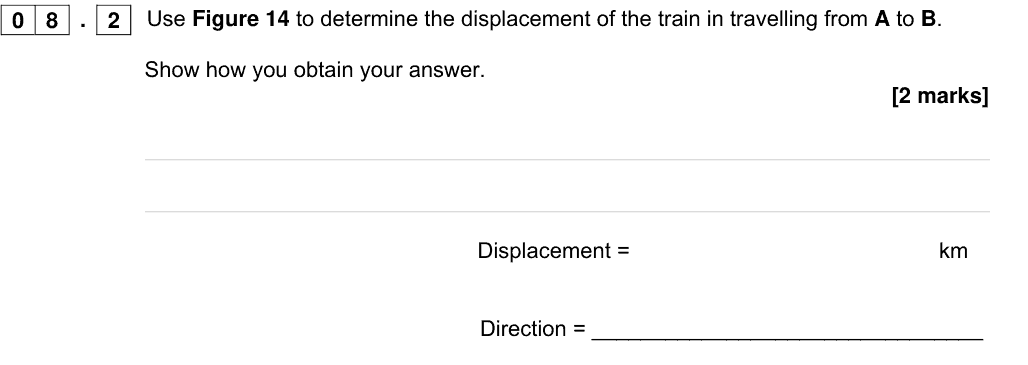 0 8 . 2 Use Figure 14 to determine the displacement of the train in travelling from A to B.
Show how you obtain your answer.
[2 marks]
Displacement = km
Direction = ________________________________